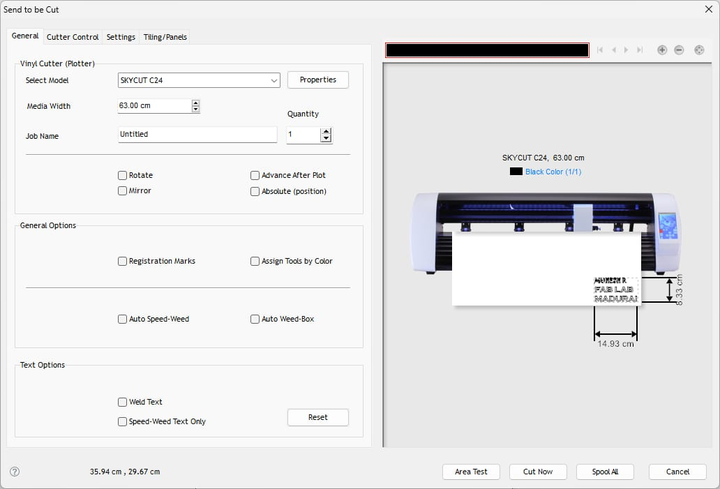 Send to be Cut
General Cutter Control Settings Tiling/Panels
Vinyl Cutter (Plotter)
Select Model SKYCUT C24 Properties
Media Width 63.00 cm
Quantity
Job Name Untitled 1
Rotate Advance After Plot
Mirror Absolute (position)
General Options
Registration Marks Assign Tools by Color
Auto Speed-Weed Auto Weed-Box
Text Options
Weld Text
Speed-Weed Text Only Reset
SKYCUT C24, 63.00 cm
Black Color (1/1)
FAB LAB
MADURAI
8.33 cm
14.93 cm
35.94 cm , 29.67 cm
Area Test Cut Now Spool All Cancel